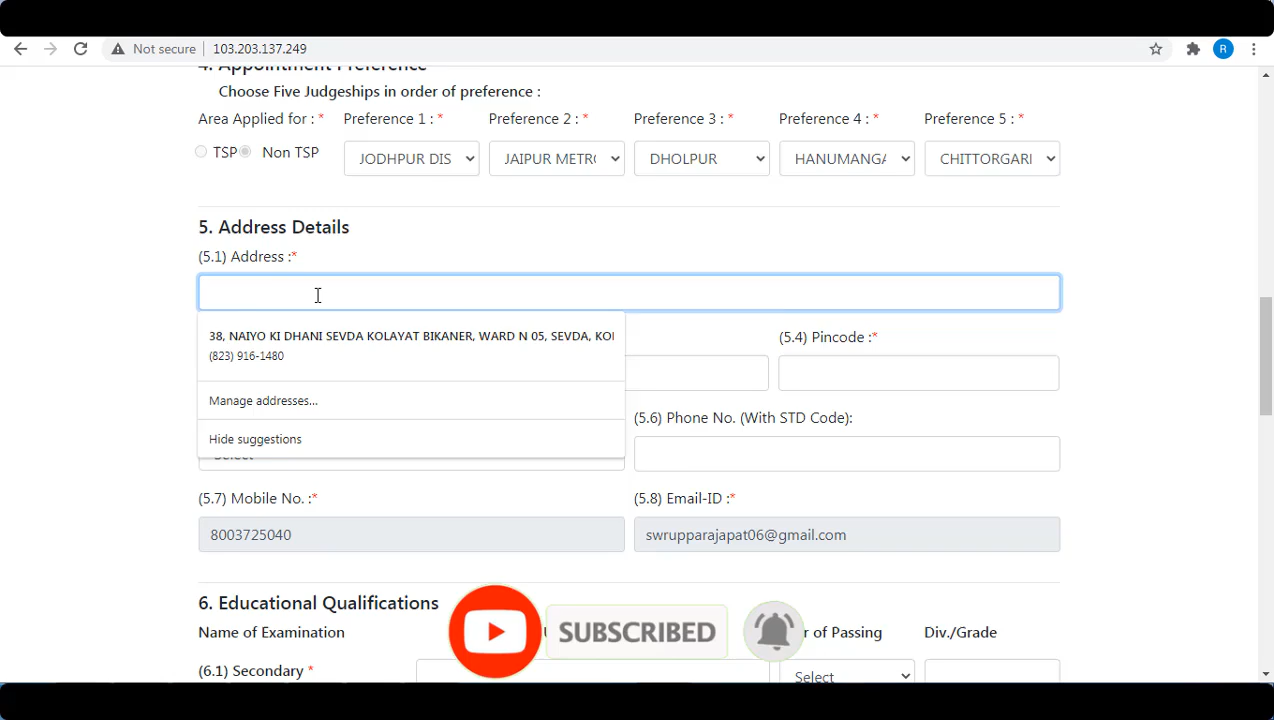 Not secure
103.203.137.249
R
4. Appointment Preference
Choose Five Judgeships in order of preference :
Area Applied for : *
Preference 1 : *
Preference 2 : *
Preference 3 : *
Preference 4 : *
Preference 5 : *
TSP
Non TSP
JODHPUR DIS
JAIPUR METR
DHOLPUR
HANUMANGA
CHITTORGARI
5. Address Details
(5.1) Address :*
38, NAIYO KI DHANI SEVDA KOLAYAT BIKANER, WARD N 05, SEVDA, KOI
(823) 916-1480
Manage addresses...
Hide suggestions
(5.4) Pincode :*
(5.6) Phone No. (With STD Code):
Select
(5.7) Mobile No. :*
(5.8) Email-ID :*
8003725040
swrupparajapat06@gmail.com
6. Educational Qualifications
Name of Examination
r of Passing
Div./Grade
SUBSCRIBED
(6.1) Secondary *
Select